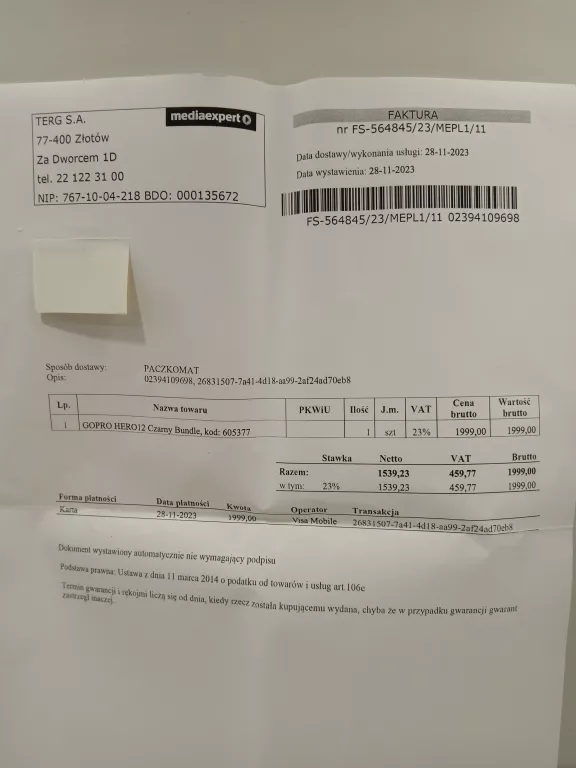 TERG S.A.
mediaexpert
77-400 Złotów
Za Dworcem 1D
tel. 22 122 31 00
NIP: 767-10-04-218 BDO: 000135672
FAKTURA
nr FS-564845/23/MEPL1/11
Data dostawy/wykonania usługi: 28-11-2023
Data wystawienia: 28-11-2023
FS-564845/23/MEPL1/11 02394109698
Sposób dostawy: PACZKOMAT
Opis: 02394109698, 26831507-7a41-4d18-aa99-2af24ad70eb8
Lp. Nazwa towaru PKWiU Ilość J.m. VAT Cena brutto Wartość brutto
1 GOPRO HERO12 Czarny Bundle, kod: 605377 1 szt 23% 1999,00 1999,00
Stawka Netto VAT Brutto
Razem: 1539,23 459,77 1999,00
w tym: 23% 1539,23 459,77 1999,00
Forma płatności Data płatności Kwota Operator Transakcja
Karta 28-11-2023 1999,00 Visa Mobile 26831507-7a41-4d18-aa99-2af24ad70eb8
Dokument wystawiony automatycznie nie wymagający podpisu
Podstawa prawna: Ustawa z dnia 11 marca 2014 o podatku od towarów i usług art.106e
Termin gwarancji i rękojmi liczą się od dnia, kiedy rzecz została kupującemu wydana, chyba że w przypadku gwarancji gwarant
zastrzegł inaczej.